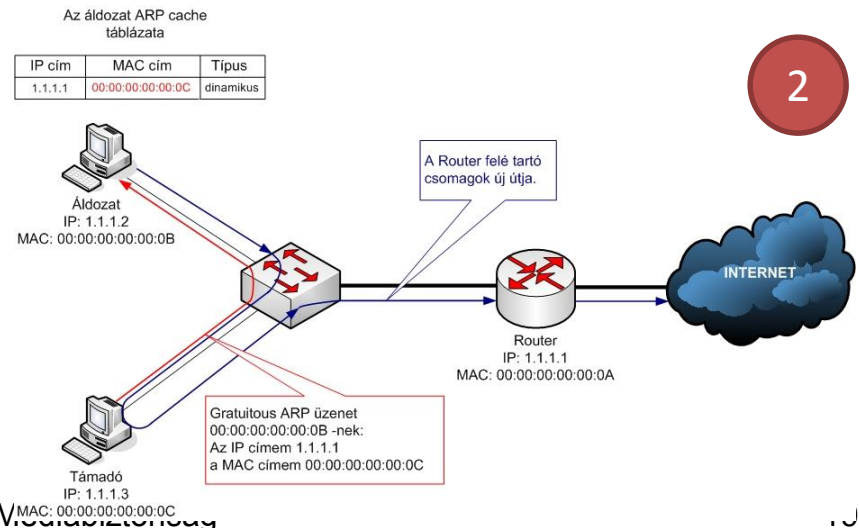 Az áldozat ARP cache
táblázata
IP cím MAC cím Típus
1.1.1.1 00:00:00:00:00:0C dinamikus
2
A Router felé tartó
csomagok új útja.
Áldozat
IP: 1.1.1.2
MAC: 00:00:00:00:00:0B
INTERNET
Router
IP: 1.1.1.1
MAC: 00:00:00:00:00:0A
Gratuitous ARP üzenet
00:00:00:00:00:0B -nek:
Az IP címem 1.1.1.1
a MAC címem 00:00:00:00:00:0C
Támadó
IP: 1.1.1.3
MAC: 00:00:00:00:00:0C
Médiabiztonság